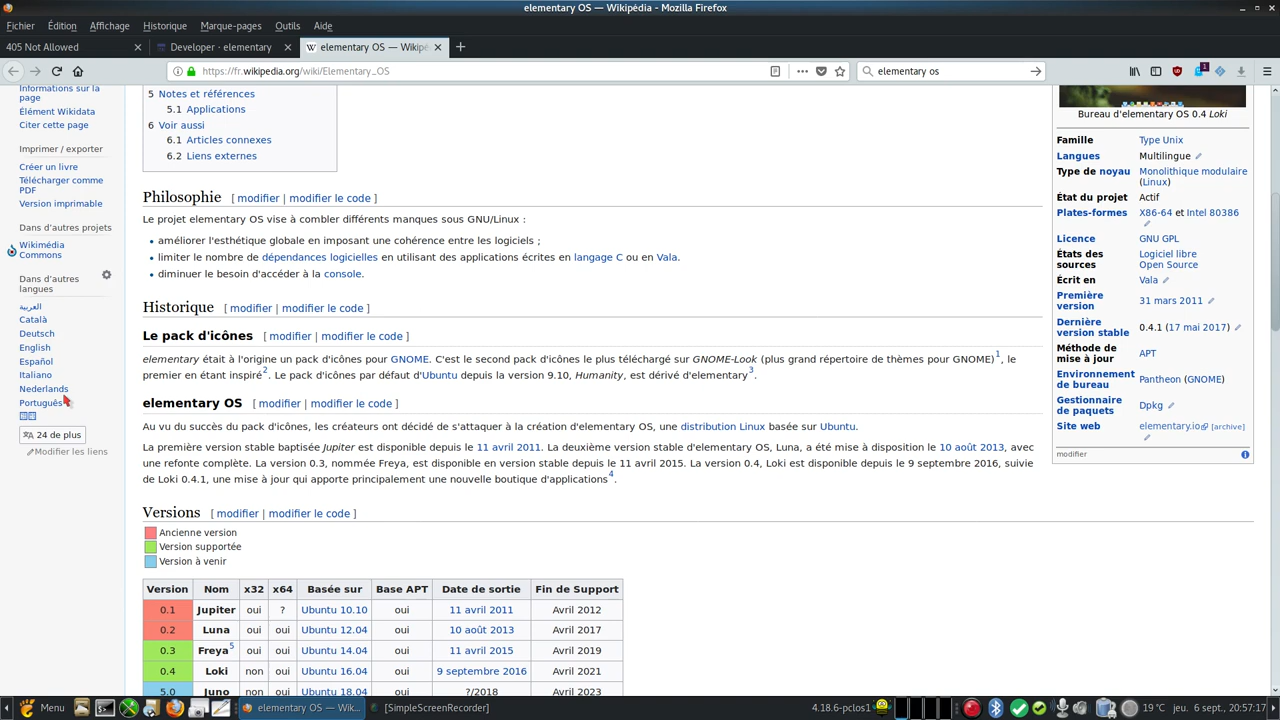 elementary OS — Wikipédia - Mozilla Firefox
Fichier Édition Affichage Historique Marque-pages Outils Aide
405 Not Allowed
Developer · elementary
elementary OS — Wikipé
https://fr.wikipedia.org/wiki/Elementary_OS
elementary os
1
Informations sur la
page
Élément Wikidata
Citer cette page
Imprimer / exporter
Créer un livre
Télécharger comme
PDF
Version imprimable
Dans d'autres projets
Wikimédia
Commons
Dans d'autres
langues
العربية
Català
Deutsch
English
Español
Italiano
Nederlands
Português
24 de plus
Modifier les liens
5 Notes et références
5.1 Applications
6 Voir aussi
6.1 Articles connexes
6.2 Liens externes
Philosophie [ modifier | modifier le code ]
Le projet elementary OS vise à combler différents manques sous GNU/Linux :
• améliorer l'esthétique globale en imposant une cohérence entre les logiciels ;
• limiter le nombre de dépendances logicielles en utilisant des applications écrites en langage C ou en Vala.
• diminuer le besoin d'accéder à la console.
Historique [ modifier | modifier le code ]
Le pack d'icônes [ modifier | modifier le code ]
elementary était à l'origine un pack d'icônes pour GNOME. C'est le second pack d'icônes le plus téléchargé sur GNOME-Look (plus grand répertoire de thèmes pour GNOME)1, le
premier en étant inspiré2. Le pack d'icônes par défaut d'Ubuntu depuis la version 9.10, Humanity, est dérivé d'elementary3.
elementary OS [ modifier | modifier le code ]
Au vu du succès du pack d'icônes, les créateurs ont décidé de s'attaquer à la création d'elementary OS, une distribution Linux basée sur Ubuntu.
La première version stable baptisée Jupiter est disponible depuis le 11 avril 2011. La deuxième version stable d'elementary OS, Luna, a été mise à disposition le 10 août 2013, avec
une refonte complète. La version 0.3, nommée Freya, est disponible en version stable depuis le 11 avril 2015. La version 0.4, Loki est disponible depuis le 9 septembre 2016, suivie
de Loki 0.4.1, une mise à jour qui apporte principalement une nouvelle boutique d'applications4.
Versions [ modifier | modifier le code ]
Ancienne version
Version supportée
Version à venir
Version Nom x32 x64 Basée sur Base APT Date de sortie Fin de Support
0.1 Jupiter oui ? Ubuntu 10.10 oui 11 avril 2011 Avril 2012
0.2 Luna oui oui Ubuntu 12.04 oui 10 août 2013 Avril 2017
0.3 Freya5 oui oui Ubuntu 14.04 oui 11 avril 2015 Avril 2019
0.4 Loki non oui Ubuntu 16.04 oui 9 septembre 2016 Avril 2021
5.0 Juno non oui Ubuntu 18.04 oui ?/2018 Avril 2023
Bureau d'elementary OS 0.4 Loki
Famille Type Unix
Langues Multilingue
Type de noyau Monolithique modulaire
(Linux)
État du projet Actif
Plates-formes X86-64 et Intel 80386
Licence GNU GPL
États des Logiciel libre
sources Open Source
Écrit en Vala
Première
version 31 mars 2011
Dernière
version stable 0.4.1 (17 mai 2017)
Méthode de
mise à jour APT
Environnement
de bureau Pantheon (GNOME)
Gestionnaire
de paquets Dpkg
Site web elementary.io [archive]
modifier
Menu
elementary OS — Wik...
[SimpleScreenRecorder]
4.18.6-pclos1
19 °C
jeu. 6 sept., 20:57:17